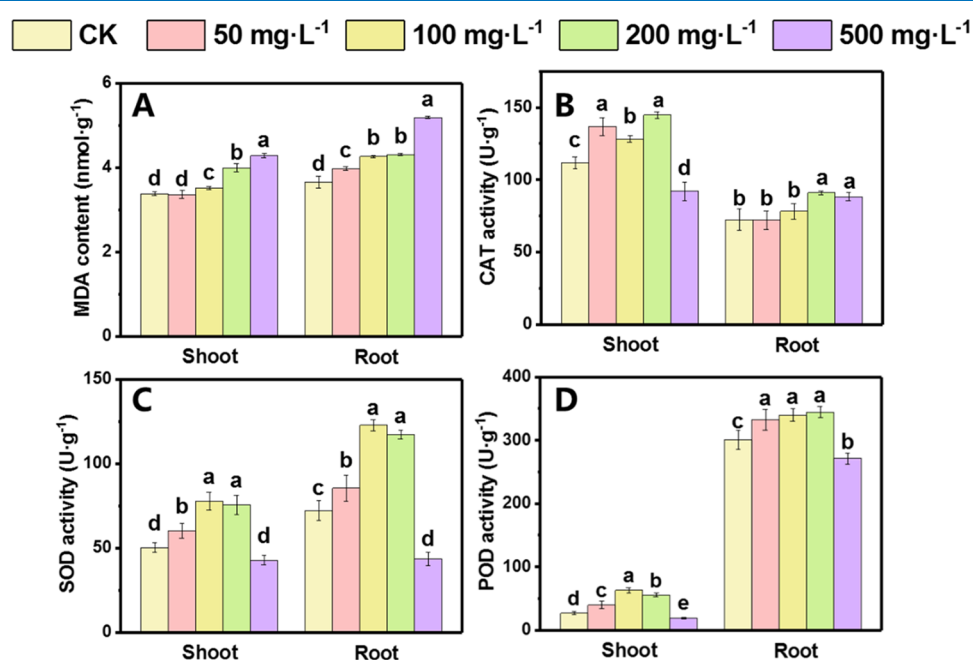 CK 50 mg·L⁻¹ 100 mg·L⁻¹ 200 mg·L⁻¹ 500 mg·L⁻¹
A
MDA content (nmol·g⁻¹)
6
4
2
0
d d c b a
d c b b a
Shoot Root
B
CAT activity (U·g⁻¹)
150
100
50
0
c a b a d
b b b a a
Shoot Root
C
SOD activity (U·g⁻¹)
150
100
50
0
d b a a d
c b a a d
Shoot Root
D
POD activity (U·g⁻¹)
400
300
200
100
0
d c a b e
c a a a b
Shoot Root